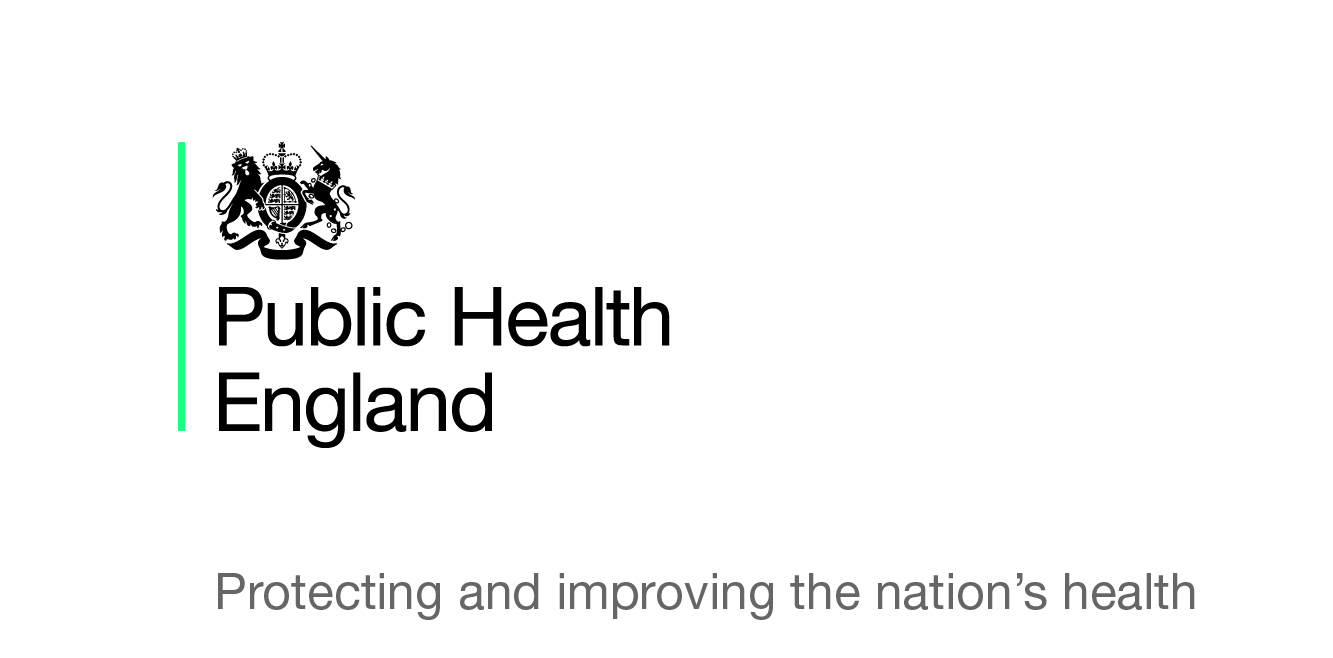 Public Health
England
Protecting and improving the nation’s health